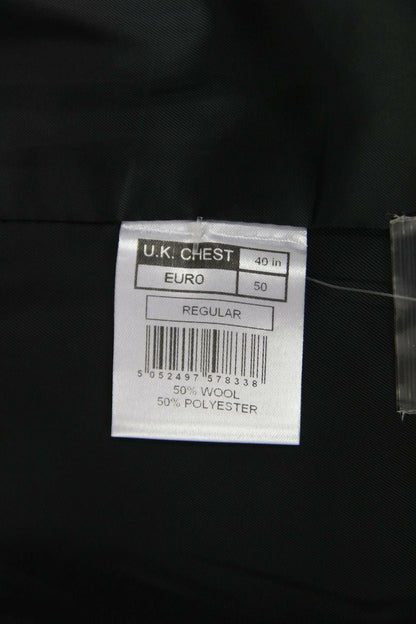 U.K. CHEST 40 in
EURO 50
REGULAR
5 052497 578338
50% WOOL
50% POLYESTER